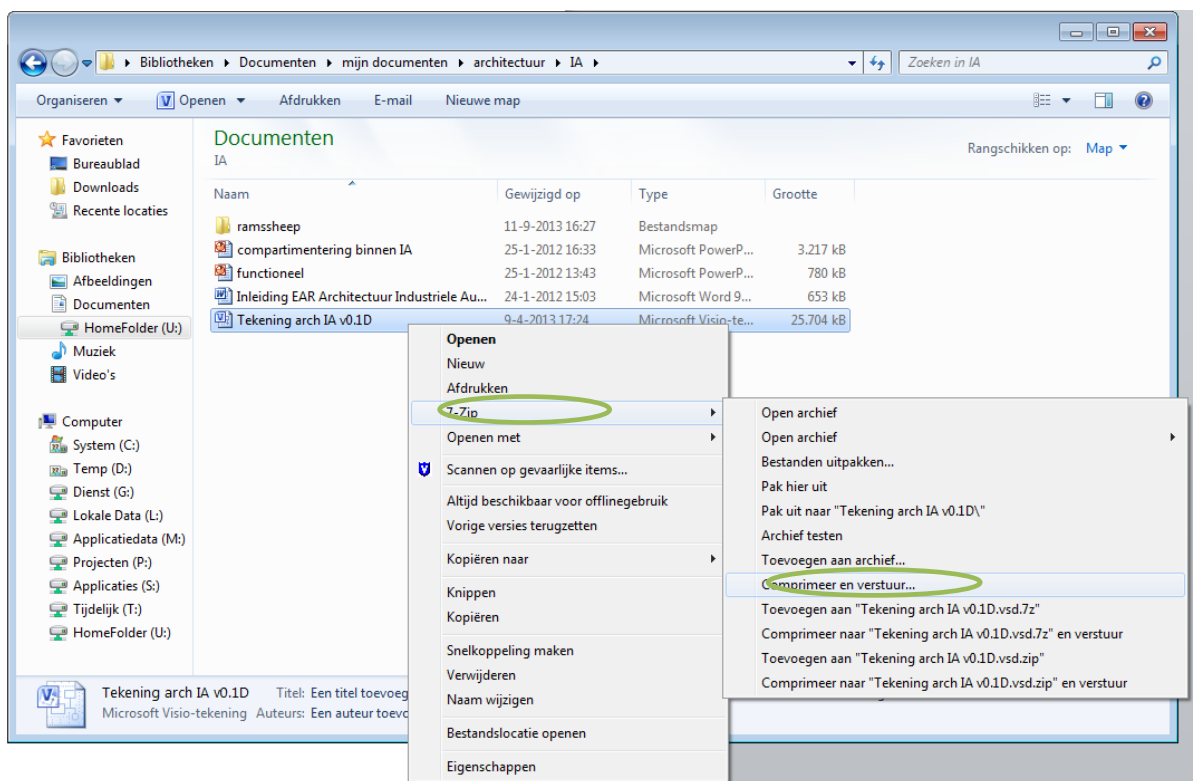 Bibliotheken ▸ Documenten ▸ mijn documenten ▸ architectuur ▸ IA ▸
Zoeken in IA
Organiseren Openen Afdrukken E-mail Nieuwe map
Favorieten
Bureaublad
Downloads
Recente locaties
Bibliotheken
Afbeeldingen
Documenten
HomeFolder (U:)
Muziek
Video's
Computer
System (C:)
Temp (D:)
Dienst (G:)
Lokale Data (L:)
Applicatiedata (M:)
Projecten (P:)
Applicaties (S:)
Tijdelijk (T:)
HomeFolder (U:)
Documenten
IA
Rangschikken op: Map
Naam Gewijzigd op Type Grootte
ramssheep 11-9-2013 16:27 Bestandsmap
compartimentering binnen IA 25-1-2012 16:33 Microsoft PowerP... 3.217 kB
functioneel 25-1-2012 13:43 Microsoft PowerP... 780 kB
Inleiding EAR Architectuur Industriele Au... 24-1-2012 15:03 Microsoft Word 9... 653 kB
Tekening arch IA v0.1D 9-4-2013 17:24 Microsoft Visio-te... 25.704 kB
Openen
Nieuw
Afdrukken
7-Zip
Openen met
Scannen op gevaarlijke items...
Altijd beschikbaar voor offlinegebruik
Vorige versies terugzetten
Kopiëren naar
Knippen
Kopiëren
Snelkoppeling maken
Verwijderen
Naam wijzigen
Bestandslocatie openen
Eigenschappen
Open archief
Open archief
Bestanden uitpakken...
Pak hier uit
Pak uit naar "Tekening arch IA v0.1D\"
Archief testen
Toevoegen aan archief...
Comprimeer en verstuur...
Toevoegen aan "Tekening arch IA v0.1D.vsd.7z"
Comprimeer naar "Tekening arch IA v0.1D.vsd.7z" en verstuur
Toevoegen aan "Tekening arch IA v0.1D.vsd.zip"
Comprimeer naar "Tekening arch IA v0.1D.vsd.zip" en verstuur
Tekening arch IA v0.1D Titel: Een titel toevoeg
Microsoft Visio-tekening Auteurs: Een auteur toevo